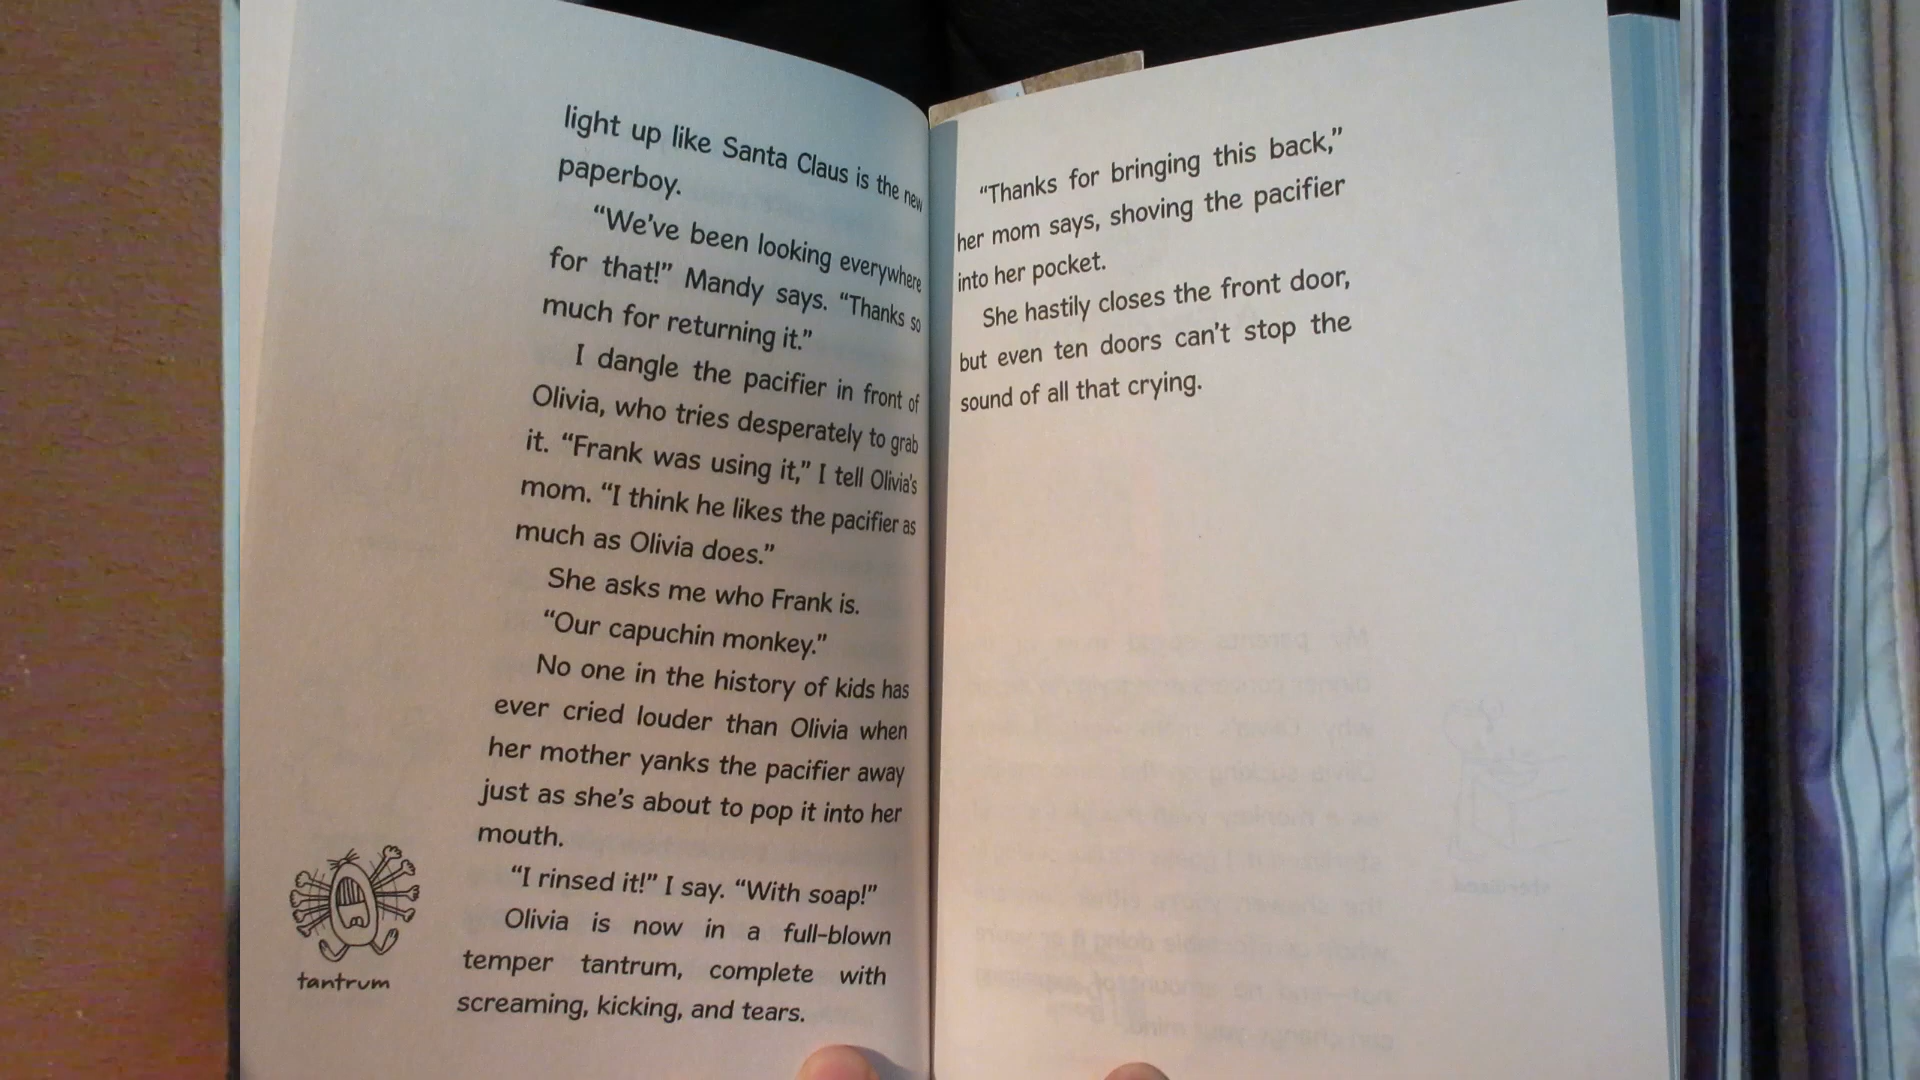 light up like Santa Claus is the new
paperboy.
“We’ve been looking everywhere
for that!” Mandy says. “Thanks so
much for returning it.”
I dangle the pacifier in front of
Olivia, who tries desperately to grab
it. “Frank was using it,” I tell Olivia’s
mom. “I think he likes the pacifier as
much as Olivia does.”
She asks me who Frank is.
“Our capuchin monkey.”
No one in the history of kids has
ever cried louder than Olivia when
her mother yanks the pacifier away
just as she’s about to pop it into her
mouth.
“I rinsed it!” I say. “With soap!”
Olivia is now in a full-blown
temper tantrum, complete with
screaming, kicking, and tears.
tantrum
“Thanks for bringing this back,”
her mom says, shoving the pacifier
into her pocket.
She hastily closes the front door,
but even ten doors can’t stop the
sound of all that crying.